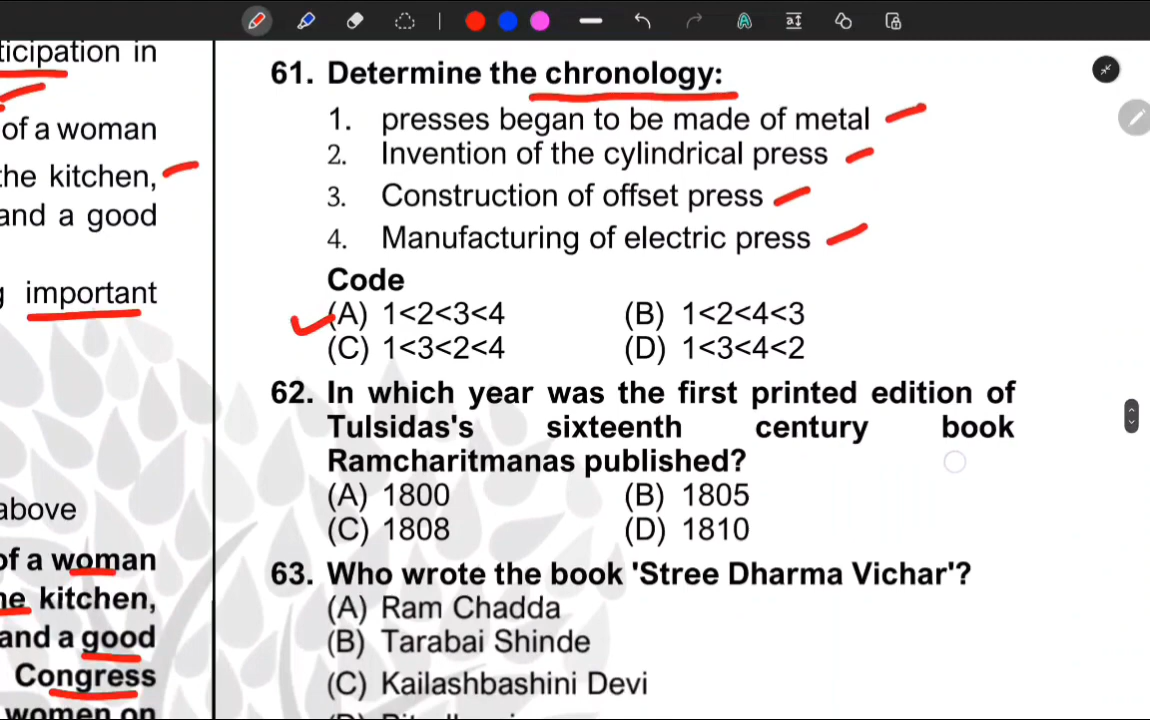 ticipation in
of a woman
the kitchen,
and a good
important
above
of a woman
he kitchen,
and a good
Congress
women on
61. Determine the chronology:
1. presses began to be made of metal
2. Invention of the cylindrical press
3. Construction of offset press
4. Manufacturing of electric press
Code
(A) 1<2<3<4 (B) 1<2<4<3
(C) 1<3<2<4 (D) 1<3<4<2
62. In which year was the first printed edition of
Tulsidas's sixteenth century book
Ramcharitmanas published?
(A) 1800 (B) 1805
(C) 1808 (D) 1810
63. Who wrote the book 'Stree Dharma Vichar'?
(A) Ram Chadda
(B) Tarabai Shinde
(C) Kailashbashini Devi